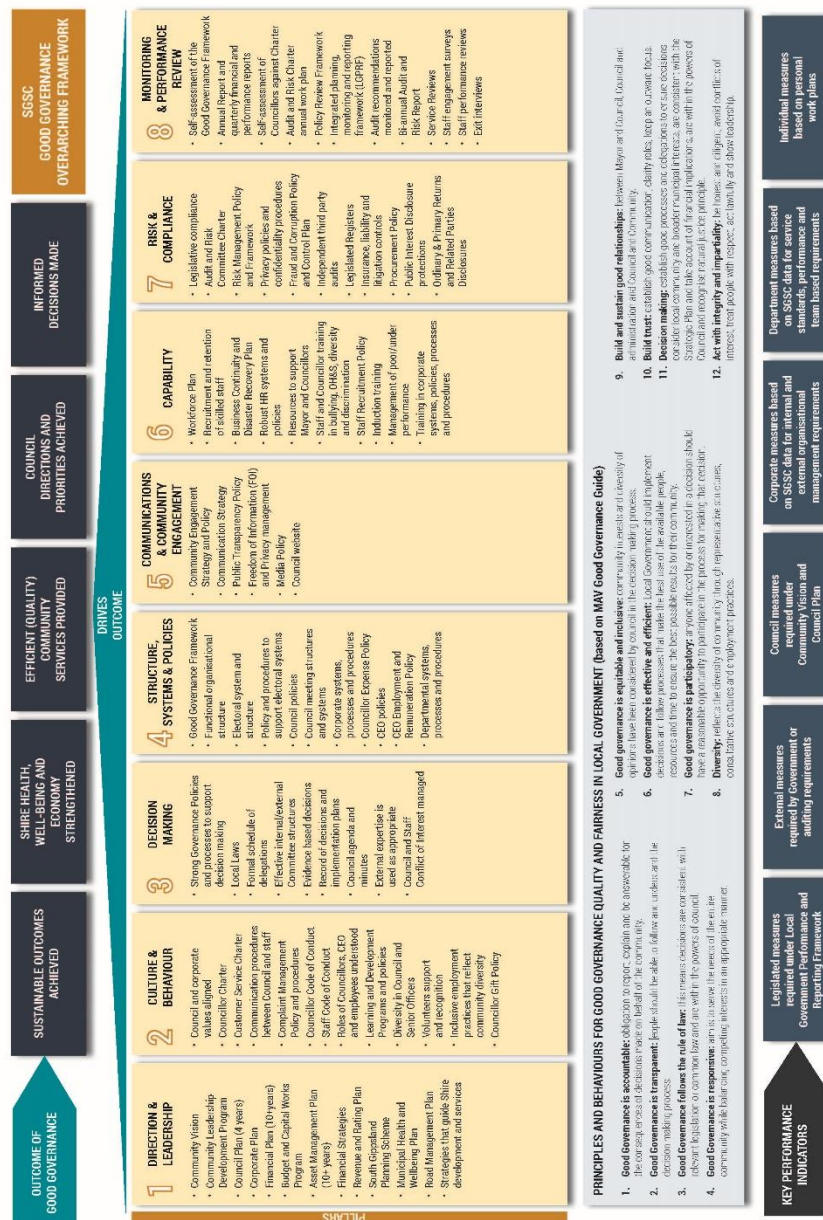 SGSC
GOOD GOVERNANCE
OVERARCHING FRAMEWORK
OUTCOME OF
GOOD GOVERNANCE
SUSTAINABLE OUTCOMES
ACHIEVED
SHIRE HEALTH,
WELL-BEING AND
ECONOMY
STRENGTHENED
EFFICIENT (QUALITY)
COMMUNITY
SERVICES PROVIDED
COUNCIL
DIRECTIONS AND
PRIORITIES ACHIEVED
INFORMED
DECISIONS MADE
DRIVES
OUTCOME
PILLARS
1 DIRECTION &
LEADERSHIP
• Community Vision
• Community Leadership
Development Program
• Council Plan (4 years)
• Corporate Plan
• Financial Plan (10+years)
• Budget and Capital Works
Program
• Asset Management Plan
(10+ years)
• Financial Strategies
• Revenue and Rating Plan
• South Gippsland
Planning Scheme
• Municipal Health and
Wellbeing Plan
• Road Management Plan
• Strategies that guide Shire
development and services
2 CULTURE &
BEHAVIOUR
• Council and corporate
values aligned
• Councillor Charter
• Customer Service Charter
• Communication procedures
between Council and staff
• Complaint Management
Policy and procedures
• Councillor Code of Conduct
• Staff Code of Conduct
• Roles of Councillors, CEO
and employees understood
• Learning and Development
Programs and policies
• Diversity in Council and
Senior Officers
• Volunteers support
and recognition
• Inclusive employment
practices that reflect
community diversity
• Councillor Gift Policy
3 DECISION
MAKING
• Strong Governance Policies
and processes to support
decision making
• Local Laws
• Formal schedule of
delegations
• Effective internal/external
Committee structures
• Evidence based decisions
• Record of decisions and
implementation plans
• Council agenda and
minutes
• External expertise is
used as appropriate
• Council and Staff
Conflict of Interest managed
4 STRUCTURE,
SYSTEMS & POLICIES
• Good Governance Framework
• Functional organisational
structure
• Electoral system and
structure
• Policy and procedures to
support electoral systems
• Council policies
• Council meeting structures
and systems
• Corporate systems,
processes and procedures
• Councillor Expense Policy
• CEO policies
• CEO Employment and
Remuneration Policy
• Departmental systems,
processes and procedures
5 COMMUNICATIONS
& COMMUNITY
ENGAGEMENT
• Community Engagement
Strategy and Policy
• Communication Strategy
• Public Transparency Policy
• Freedom of Information (FOI)
and Privacy management
• Media Policy
• Council website
6 CAPABILITY
• Workforce Plan
• Recruitment and retention
of skilled staff
• Business Continuity and
Disaster Recovery Plan
• Robust HR systems and
policies
• Resources to support
Mayor and Councillors
• Staff and Councillor training
in bullying, OH&S, diversity
and discrimination
• Staff Recruitment Policy
• Induction training
• Management of poor/under
performance
• Training in corporate
systems, policies, processes
and procedures
7 RISK &
COMPLIANCE
• Legislative compliance
• Audit and Risk
Committee Charter
• Risk Management Policy
and Framework
• Privacy policies and
confidentiality procedures
• Fraud and Corruption Policy
and Control Plan
• Independent third party
audits
• Legislated Registers
• Insurance, liability and
litigation controls
• Procurement Policy
• Public Interest Disclosure
protections
• Ordinary & Primary Returns
and Related Parties
Disclosures
8 MONITORING
& PERFORMANCE
REVIEW
• Self-assessment of the
Good Governance Framework
• Annual Report and
quarterly financial and
performance reports
• Self-assessment of
Councillors against Charter
• Audit and Risk Charter
annual work plan
• Policy Review Framework
• Integrated planning,
monitoring and reporting
framework (LGPRF)
• Audit recommendations
monitored and reported
• Bi-annual Audit and
Risk Report
• Service Reviews
• Staff engagement surveys
• Staff performance reviews
• Exit interviews
PRINCIPLES AND BEHAVIOURS FOR GOOD GOVERNANCE QUALITY AND FAIRNESS IN LOCAL GOVERNMENT (based on MAV Good Governance Guide)
1. Good Governance is accountable: obligation to report, explain and be answerable for
the consequences of decisions made on behalf of the community.
2. Good Governance is transparent: people should be able to follow and understand the
decision making process.
3. Good Governance follows the rule of law: this means decisions are consistent with
relevant legislation or common law and are within the powers of council.
4. Good Governance is responsive: aim is to serve the needs of the entire
community while balancing competing interests in an appropriate manner.
5. Good governance is equitable and inclusive: community interests and diversity of
opinions have been considered by council in the decision making process.
6. Good governance is effective and efficient: Local Government should implement
decisions and follow processes that make the best use of the available people,
resources and time to ensure the best possible results for their community.
7. Good governance is participatory: anyone affected by or interested in a decision should
have a reasonable opportunity to participate in the process for making that decision.
8. Diversity: reflects the diversity of community through representative structures,
consultative structures and employment practices.
9. Build and sustain good relationships: between Mayor and Council, Council and
administration and Council and Community.
10. Build trust: establish good communication, clarity roles, keep an outward focus.
11. Decision making: establish good processes and delegations to ensure decisions
consider local community and broader municipal interests, are consistent with the
Strategic Plan and take account of financial implications, are within the powers of
Council and recognise natural justice principle.
12. Act with integrity and impartiality: be honest and diligent, avoid conflicts of
interest, treat people with respect, act lawfully and show leadership.
KEY PERFORMANCE
INDICATORS
Legislated measures
required under Local
Government Performance and
Reporting Framework
External measures
required by Government or
auditing requirements
Council measures
required under
Community Vision and
Council Plan
Corporate measures based
on SGSC data for internal and
external organisational
management requirements
Department measures based
on SGSC data for service
standards, performance and
team based requirements
Individual measures
based on personal
work plans